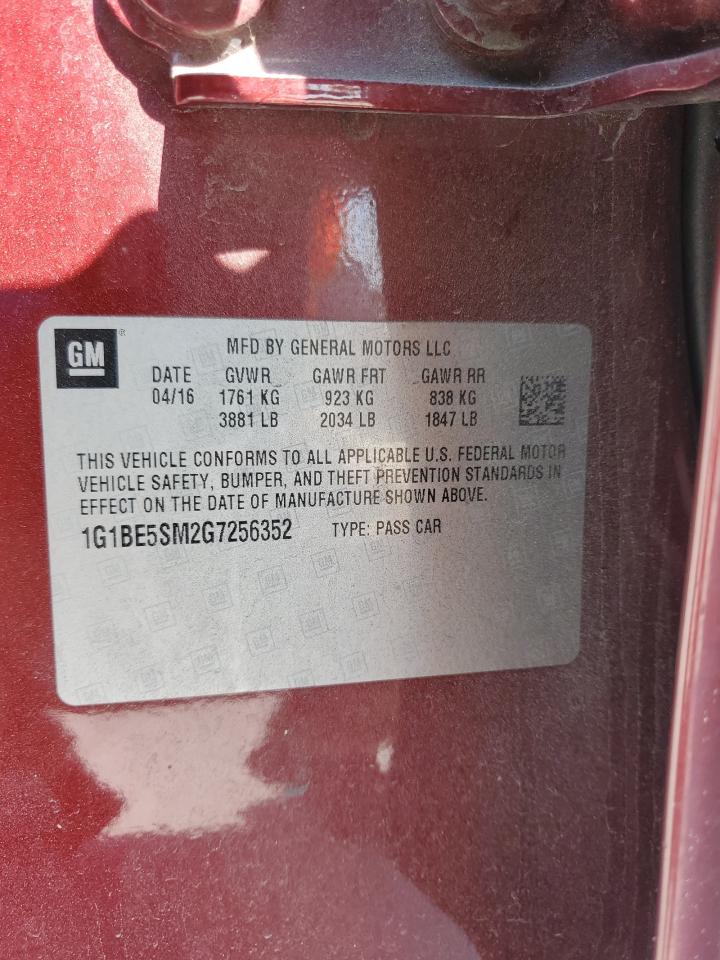 GM ®
MFD BY GENERAL MOTORS LLC
DATE GVWR GAWR FRT GAWR RR
04/16 1761 KG 923 KG 838 KG
3881 LB 2034 LB 1847 LB
THIS VEHICLE CONFORMS TO ALL APPLICABLE U.S. FEDERAL MOTOR
VEHICLE SAFETY, BUMPER, AND THEFT PREVENTION STANDARDS IN
EFFECT ON THE DATE OF MANUFACTURE SHOWN ABOVE.
1G1BE5SM2G7256352 TYPE: PASS CAR